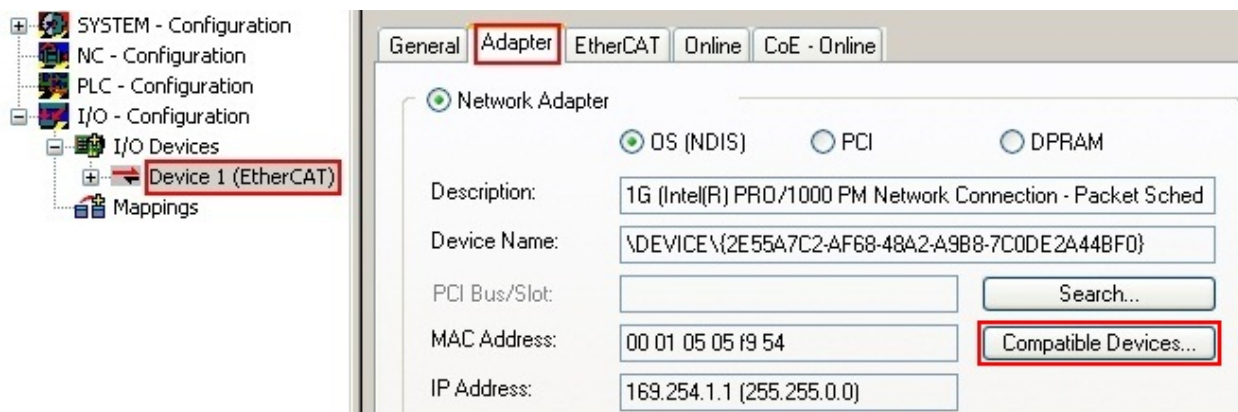 SYSTEM - Configuration
NC - Configuration
PLC - Configuration
I/O - Configuration
I/O Devices
Device 1 (EtherCAT)
Mappings
General Adapter EtherCAT Online CoE - Online
Network Adapter
OS (NDIS) PCI DPRAM
Description: 1G (Intel(R) PRO/1000 PM Network Connection - Packet Sched
Device Name: \DEVICE\{2E55A7C2-AF68-48A2-A9B8-7C0DE2A44BF0}
PCI Bus/Slot: Search...
MAC Address: 00 01 05 05 f9 54 Compatible Devices...
IP Address: 169.254.1.1 (255.255.0.0)